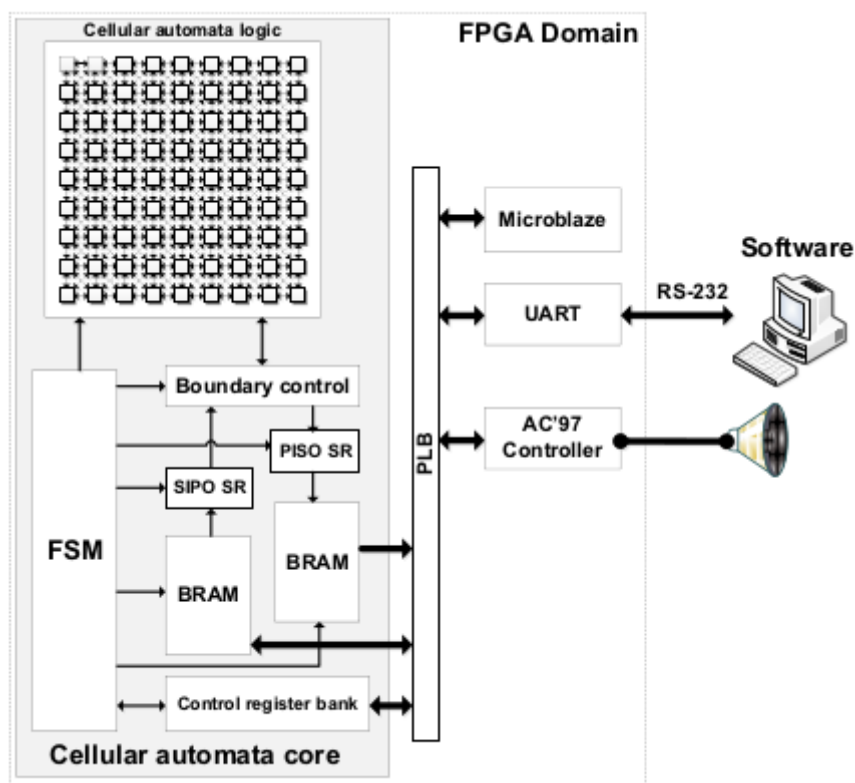 Cellular automata logic
FPGA Domain
Microblaze
Software
RS-232
UART
Boundary control
AC'97
Controller
PISO SR
PLB
SIPO SR
FSM
BRAM
BRAM
Control register bank
Cellular automata core